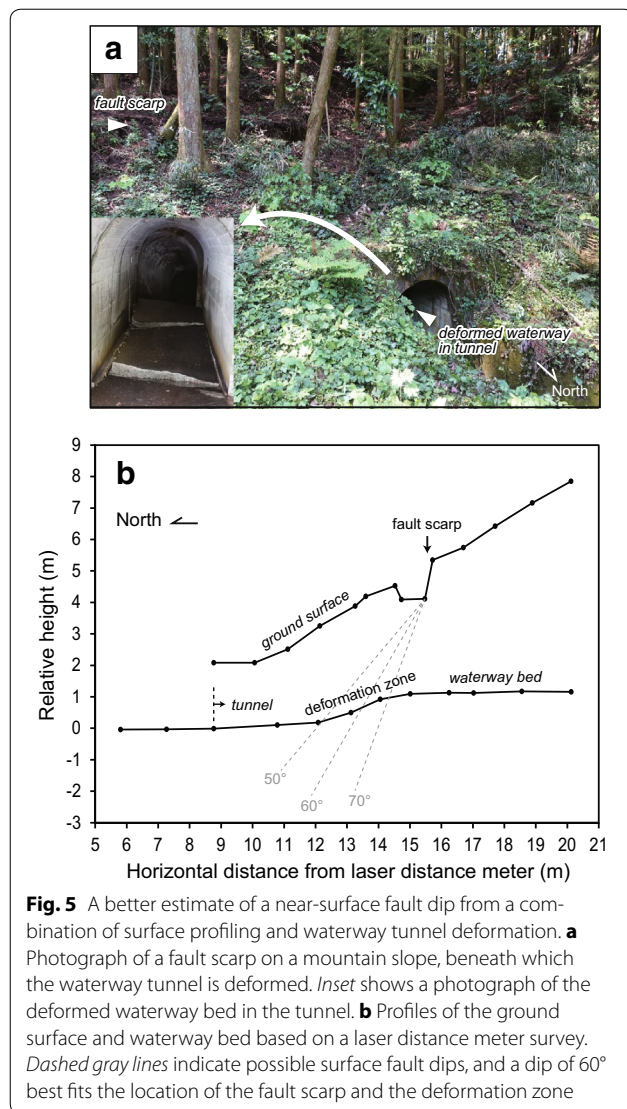 a
fault scarp
deformed waterway
in tunnel
North
b
North
fault scarp
ground surface
tunnel
deformation zone
waterway bed
50°
60°
70°
9
8
7
6
5
4
3
2
1
0
-1
-2
-3
Relative height (m)
5 6 7 8 9 10 11 12 13 14 15 16 17 18 19 20 21
Horizontal distance from laser distance meter (m)
Fig. 5 A better estimate of a near-surface fault dip from a com-
bination of surface profiling and waterway tunnel deformation. a
Photograph of a fault scarp on a mountain slope, beneath which
the waterway tunnel is deformed. Inset shows a photograph of the
deformed waterway bed in the tunnel. b Profiles of the ground
surface and waterway bed based on a laser distance meter survey.
Dashed gray lines indicate possible surface fault dips, and a dip of 60°
best fits the location of the fault scarp and the deformation zone